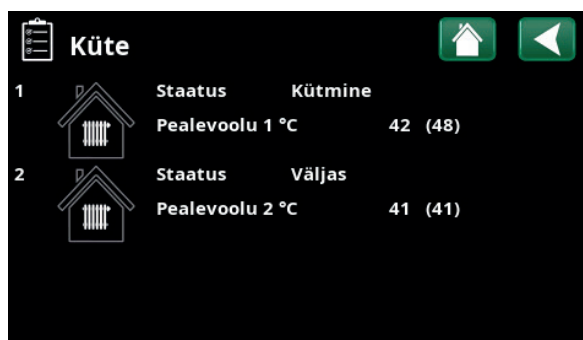 Küte
1 Staatus Kütmine
Pealevoolu 1 °C 42 (48)
2 Staatus Väljas
Pealevoolu 2 °C 41 (41)